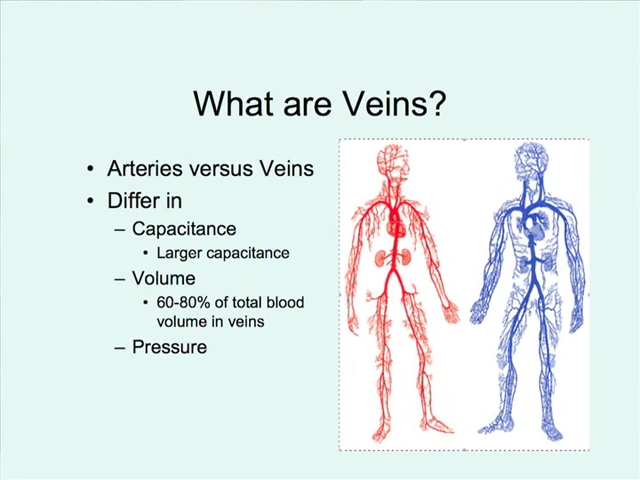 What are Veins?
• Arteries versus Veins
• Differ in
– Capacitance
• Larger capacitance
– Volume
• 60-80% of total blood
volume in veins
– Pressure